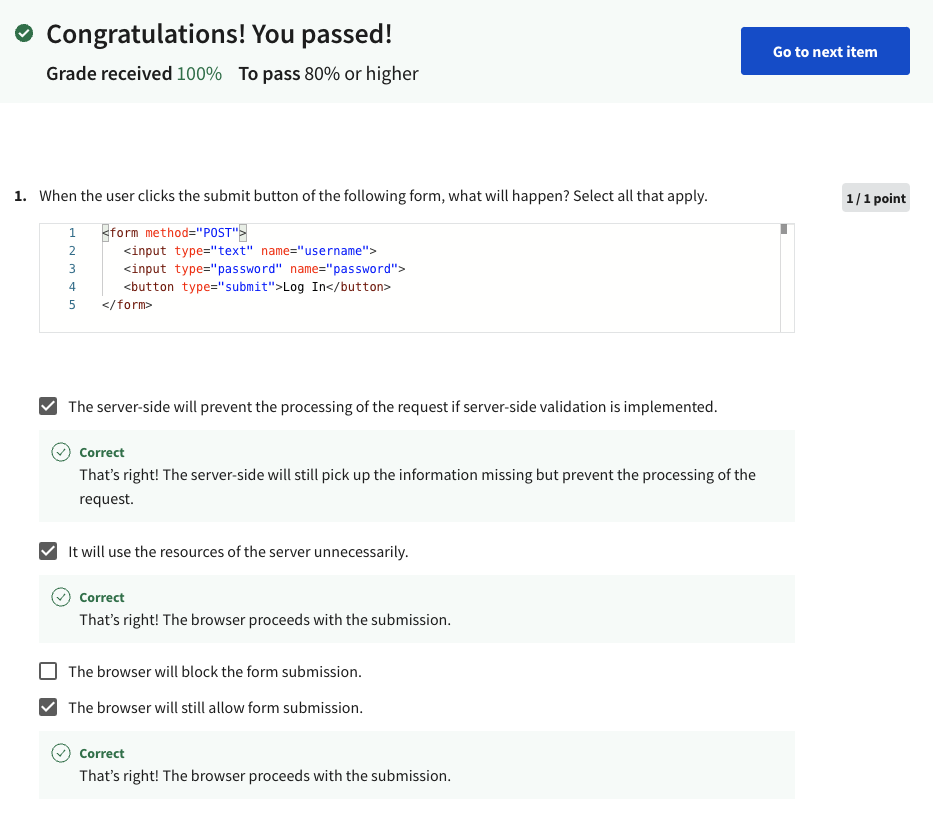 Congratulations! You passed!
Grade received 100% To pass 80% or higher
Go to next item
1. When the user clicks the submit button of the following form, what will happen? Select all that apply.
1 / 1 point
1 <form method="POST">
2 <input type="text" name="username">
3 <input type="password" name="password">
4 <button type="submit">Log In</button>
5 </form>
The server-side will prevent the processing of the request if server-side validation is implemented.
Correct
That's right! The server-side will still pick up the information missing but prevent the processing of the
request.
It will use the resources of the server unnecessarily.
Correct
That's right! The browser proceeds with the submission.
The browser will block the form submission.
The browser will still allow form submission.
Correct
That's right! The browser proceeds with the submission.